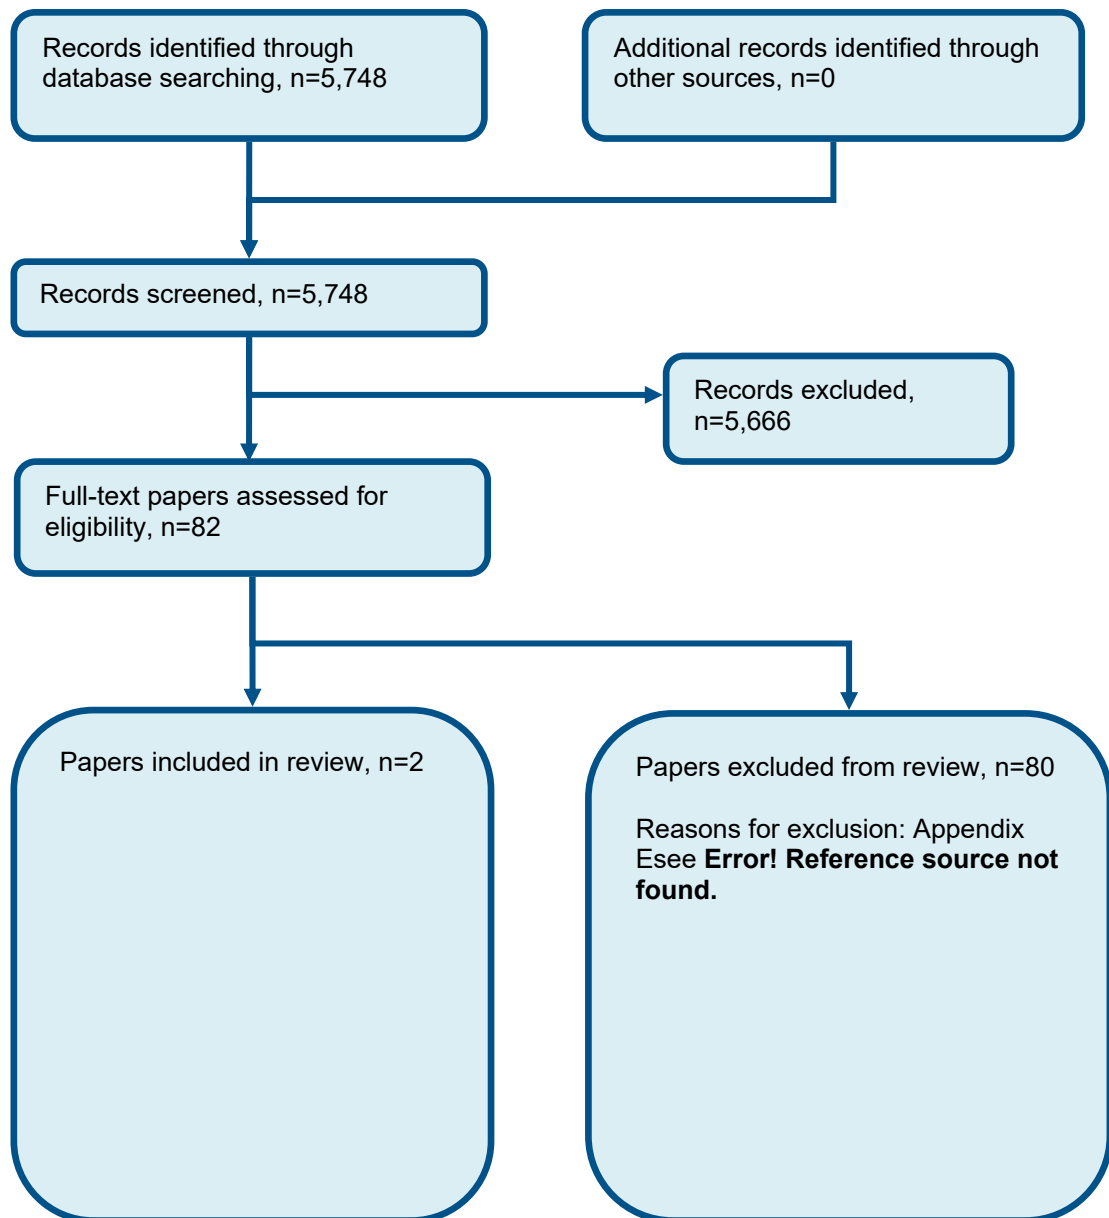 Records identified through
database searching, n=5,748
Additional records identified through
other sources, n=0
Records screened, n=5,748
Records excluded,
n=5,666
Full-text papers assessed for
eligibility, n=82
Papers included in review, n=2
Papers excluded from review, n=80
Reasons for exclusion: Appendix
Esee Error! Reference source not
found.